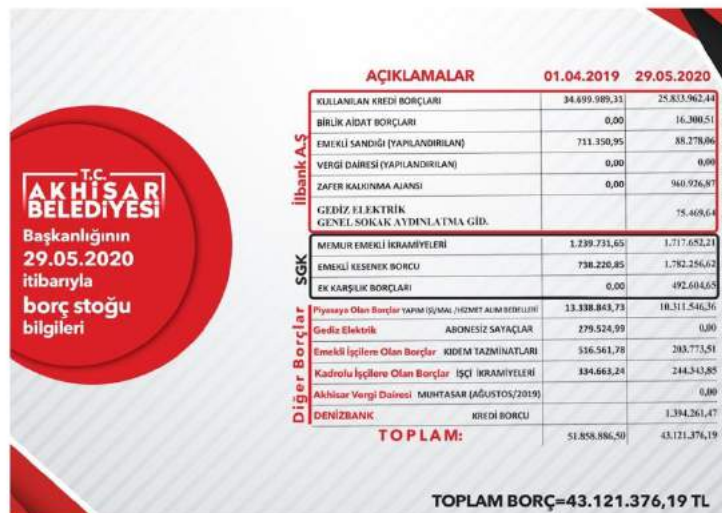 T.C.
AKHİSAR
BELEDİYESİ
Başkanlığının
29.05.2020
itibarıyla
borç stoğu
bilgileri
AÇIKLAMALAR 01.04.2019 29.05.2020
İlbank A.Ş
KULLANILAN KREDİ BORÇLARI 34.699.989,31 25.833.962,44
BİRLİK AİDAT BORÇLARI 0,00 16.300,51
EMEKLİ SANDIĞI (YAPILANDIRILAN) 711.350,95 88.278,06
VERGİ DAİRESİ (YAPILANDIRILAN) 0,00 0,00
ZAFER KALKINMA AJANSI 0,00 960.926,87
GEDİZ ELEKTRİK
GENEL SOKAK AYDINLATMA GİD. 75.469,64
SGK
MEMUR EMEKLİ İKRAMİYELERİ 1.239.731,65 1.717.652,21
EMEKLİ KESENEK BORCU 738.220,85 1.782.256,62
EK KARŞILIK BORÇLARI 0,00 492.604,65
Diğer Borçlar
Piyasaya Olan Borçlar YAPIM İŞİ/MAL /HİZMET ALIM BEDELLERİ 13.338.843,73 10.311.546,36
Gediz Elektrik ABONESİZ SAYAÇLAR 279.524,99 0,00
Emekli İşçilere Olan Borçlar KIDEM TAZMİNATLARI 516.561,78 203.773,51
Kadrolu İşçilere Olan Borçlar İŞÇİ İKRAMİYELERİ 334.663,24 244.343,85
Akhisar Vergi Dairesi MUHTASAR (AĞUSTOS/2019) 0,00
DENİZBANK KREDİ BORCU 1.394.261,47
TOPLAM: 51.858.886,50 43.121.376,19
TOPLAM BORÇ=43.121.376,19 TL